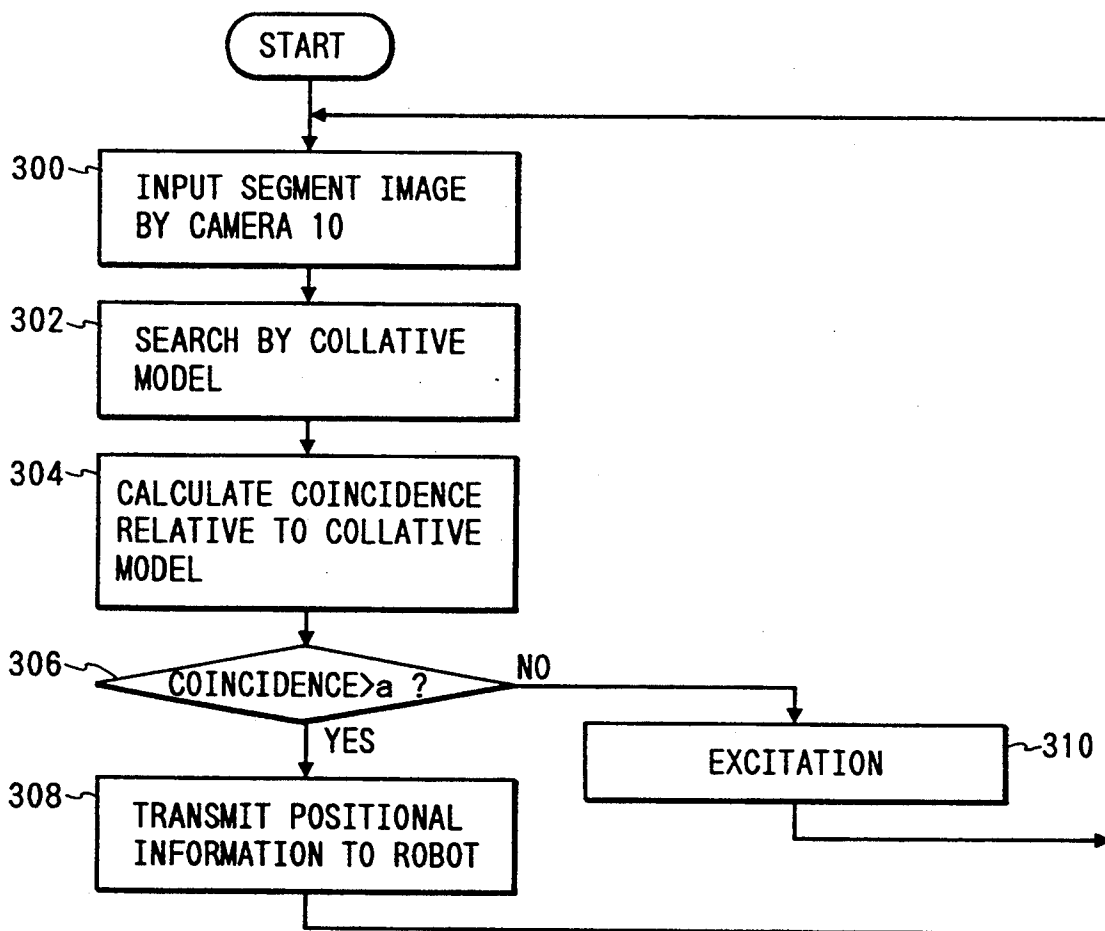 START
300
INPUT SEGMENT IMAGE
BY CAMERA 10
302
SEARCH BY COLLATIVE
MODEL
304
CALCULATE COINCIDENCE
RELATIVE TO COLLATIVE
MODEL
306
COINCIDENCE>a ?
NO
YES
EXCITATION
310
308
TRANSMIT POSITIONAL
INFORMATION TO ROBOT